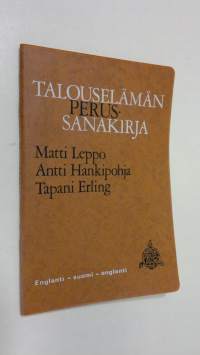 TALOUSELÄMÄN
PERUS-
SANAKIRJA
Matti Leppo
Antti Hankipohja
Tapani Erling
Englanti – suomi – englanti